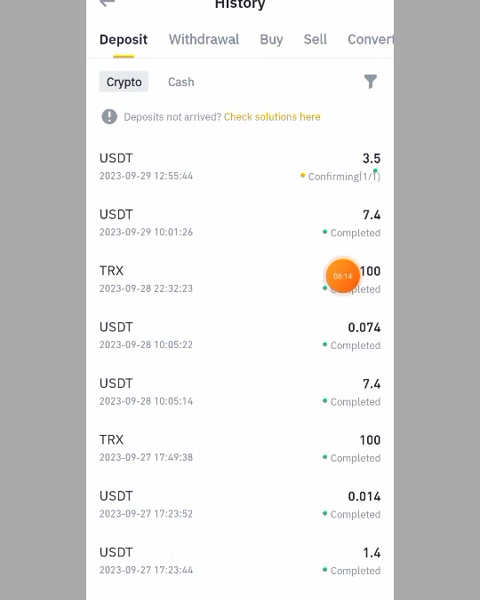 History
Deposit Withdrawal Buy Sell Convert
Crypto Cash
Deposits not arrived? Check solutions here
USDT 3.5
2023-09-29 12:55:44 Confirming(1/1)
USDT 7.4
2023-09-29 10:01:26 Completed
TRX 100
2023-09-28 22:32:23 Completed
06:14
USDT 0.074
2023-09-28 10:05:22 Completed
USDT 7.4
2023-09-28 10:05:14 Completed
TRX 100
2023-09-27 17:49:38 Completed
USDT 0.014
2023-09-27 17:23:52 Completed
USDT 1.4
2023-09-27 17:23:44 Completed